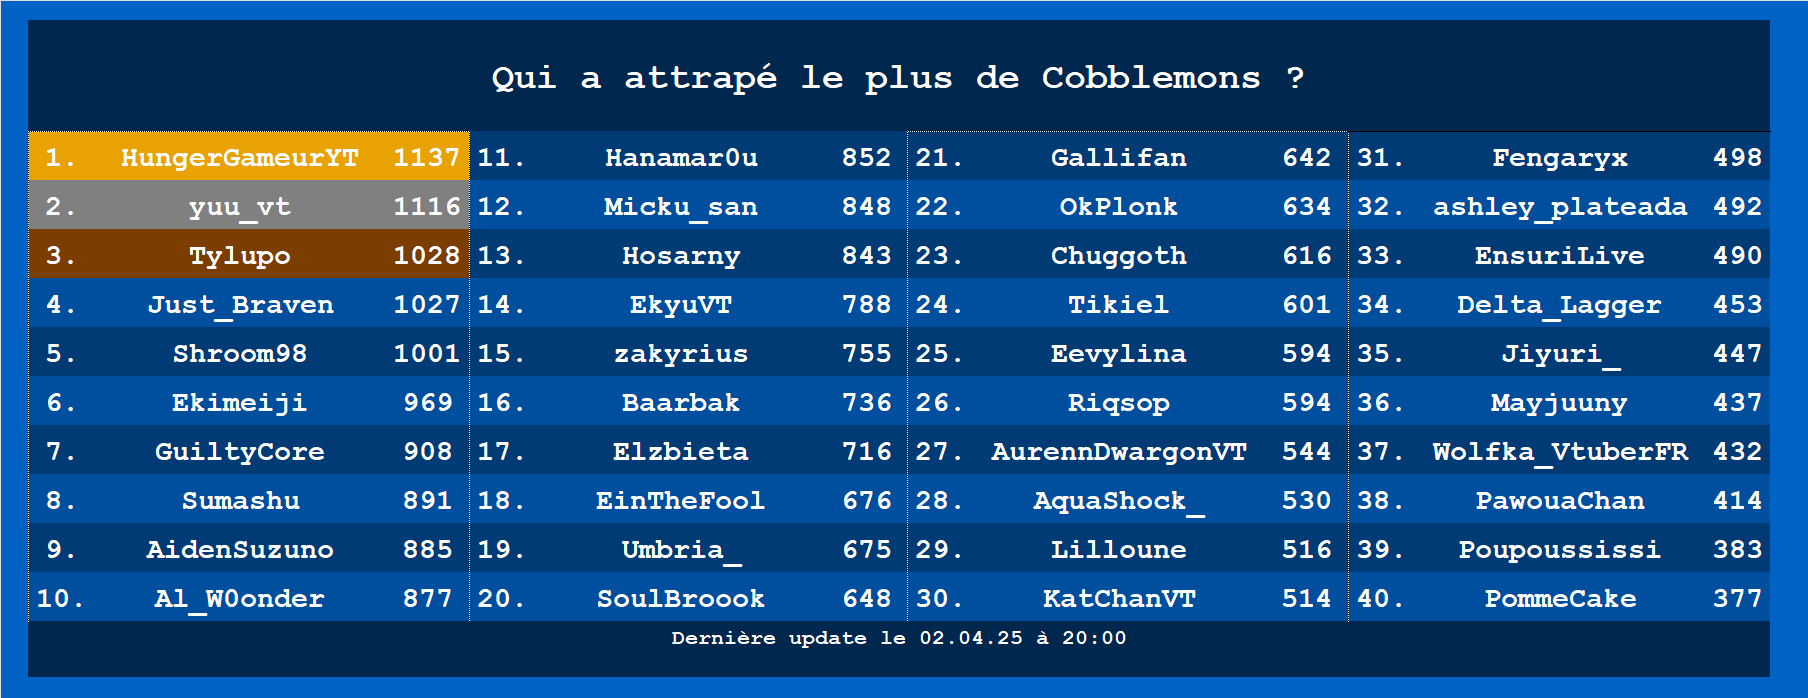 Qui a attrapé le plus de Cobblemons ?
1. HungerGameurYT 1137 11. Hanamar0u 852 21. Gallifan 642 31. Fengaryx 498
2. yuu_vt 1116 12. Micku_san 848 22. OkPlonk 634 32. ashley_plateada 492
3. Tylupo 1028 13. Hosarny 843 23. Chuggoth 616 33. EnsuriLive 490
4. Just_Braven 1027 14. EkyuVT 788 24. Tikiel 601 34. Delta_Lagger 453
5. Shroom98 1001 15. zakyrius 755 25. Eevylina 594 35. Jiyuri_ 447
6. Ekimeiji 969 16. Baarbak 736 26. Riqsop 594 36. Mayjuuny 437
7. GuiltyCore 908 17. Elzbieta 716 27. AurennDwargonVT 544 37. Wolfka_VtuberFR 432
8. Sumashu 891 18. EinTheFool 676 28. AquaShock_ 530 38. PawouaChan 414
9. AidenSuzuno 885 19. Umbria_ 675 29. Lilloune 516 39. Poupoussissi 383
10. Al_W0onder 877 20. SoulBroook 648 30. KatChanVT 514 40. PommeCake 377
Dernière update le 02.04.25 à 20:00